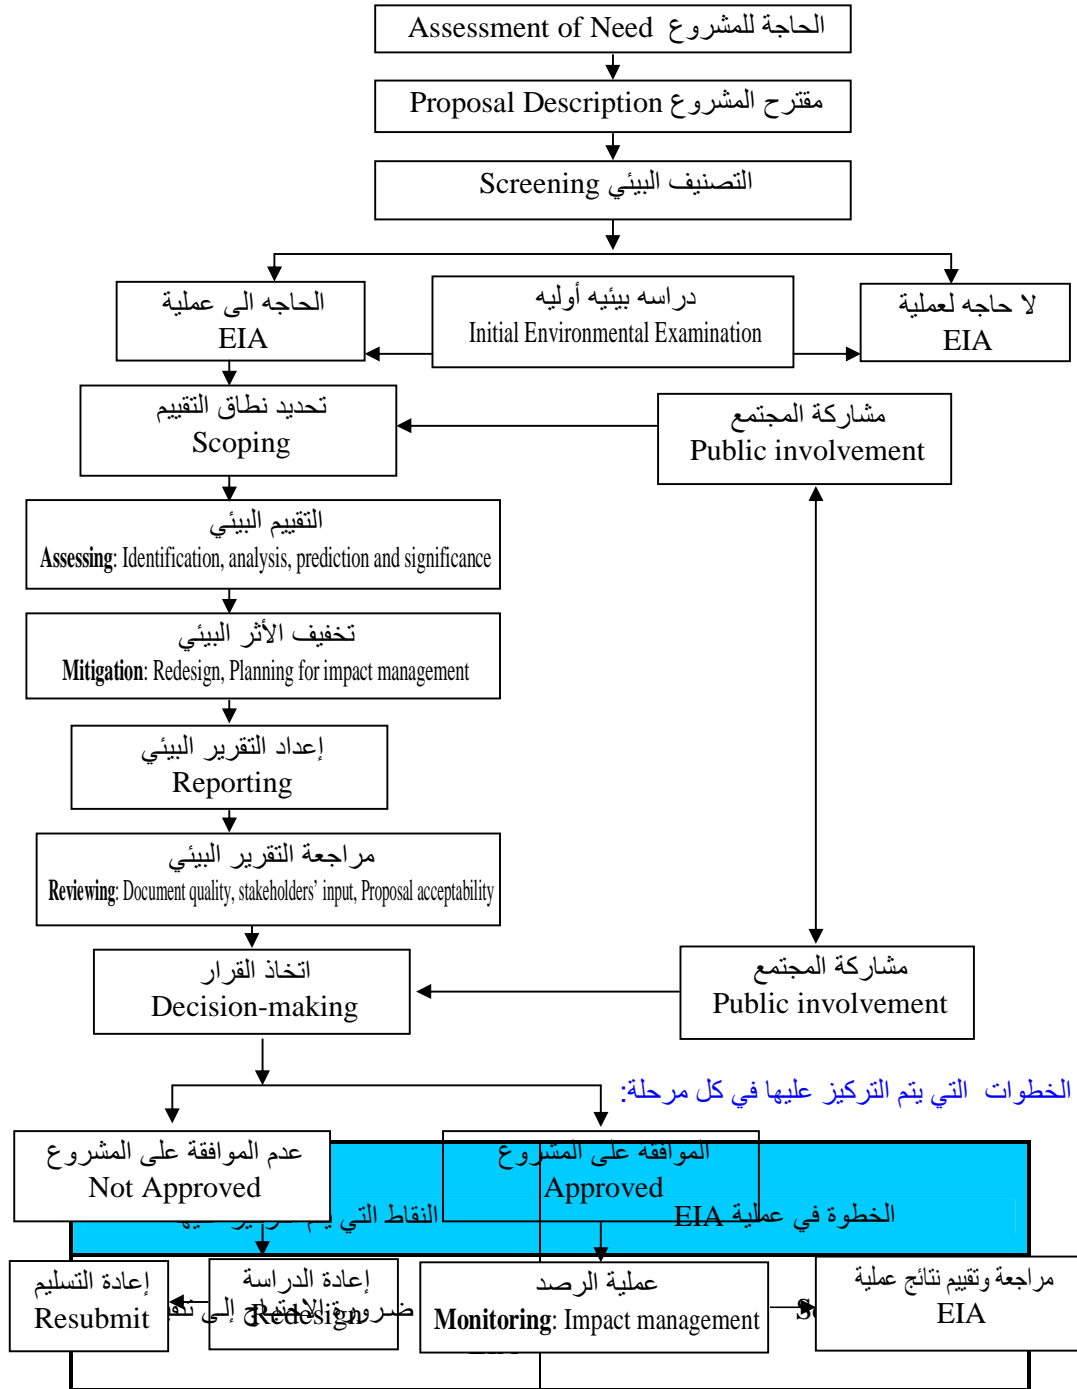 الحاجة للمشروع Assessment of Need
مقترح المشروع Proposal Description
التصنيف البيئي Screening
الحاجه الى عملية
EIA
دراسه بيئيه أوليه
Initial Environmental Examination
لا حاجه لعملية
EIA
تحديد نطاق التقييم
Scoping
مشاركة المجتمع
Public involvement
التقييم البيئي
Assessing: Identification, analysis, prediction and significance
تخفيف الأثر البيئي
Mitigation: Redesign, Planning for impact management
إعداد التقرير البيئي
Reporting
مراجعة التقرير البيئي
Reviewing: Document quality, stakeholders’ input, Proposal acceptability
اتخاذ القرار
Decision-making
مشاركة المجتمع
Public involvement
الخطوات التي يتم التركيز عليها في كل مرحلة:
عدم الموافقة على المشروع
Not Approved
الموافقة على المشروع
Approved
الخطوة في عملية EIA
النقاط التي يتم
إعادة التسليم
Resubmit
إعادة الدراسة
Redesign
عملية الرصد
Monitoring: Impact management
مراجعة وتقييم نتائج عملية
EIA
ضرورة الاحتياج إلى